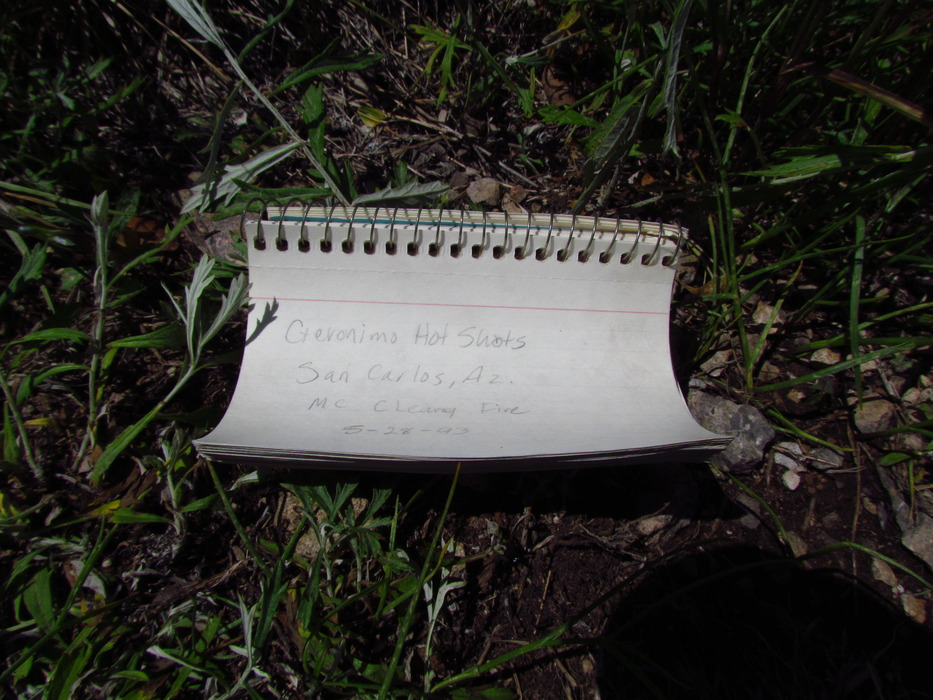 Geronimo Hot Shots
San Carlos, Az.
Mc Cleary Fire
5-28-93